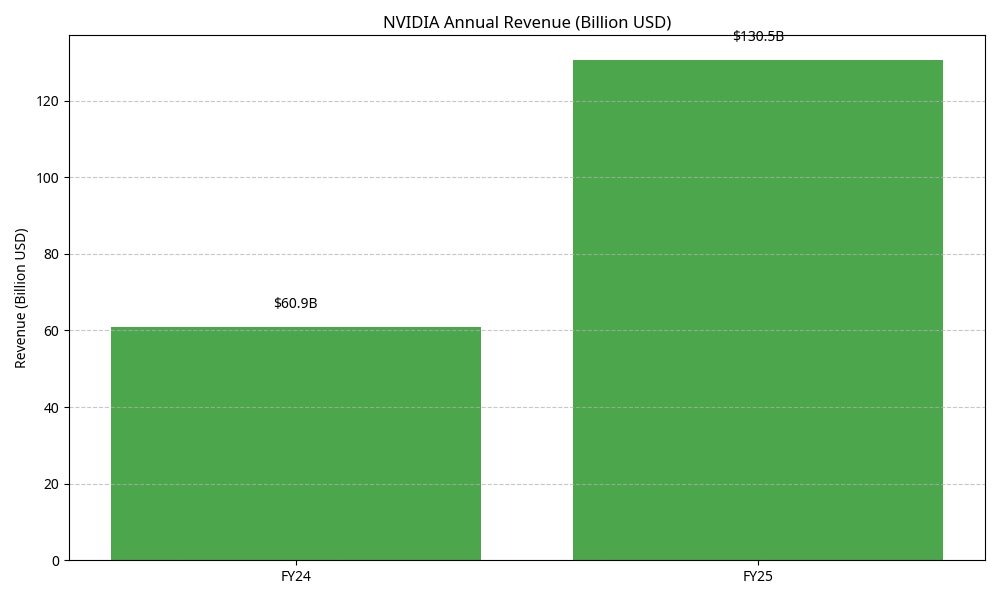 NVIDIA Annual Revenue (Billion USD)
$130.5B
120
100
80
$60.9B
60
40
20
0
Revenue (Billion USD)
FY24 FY25